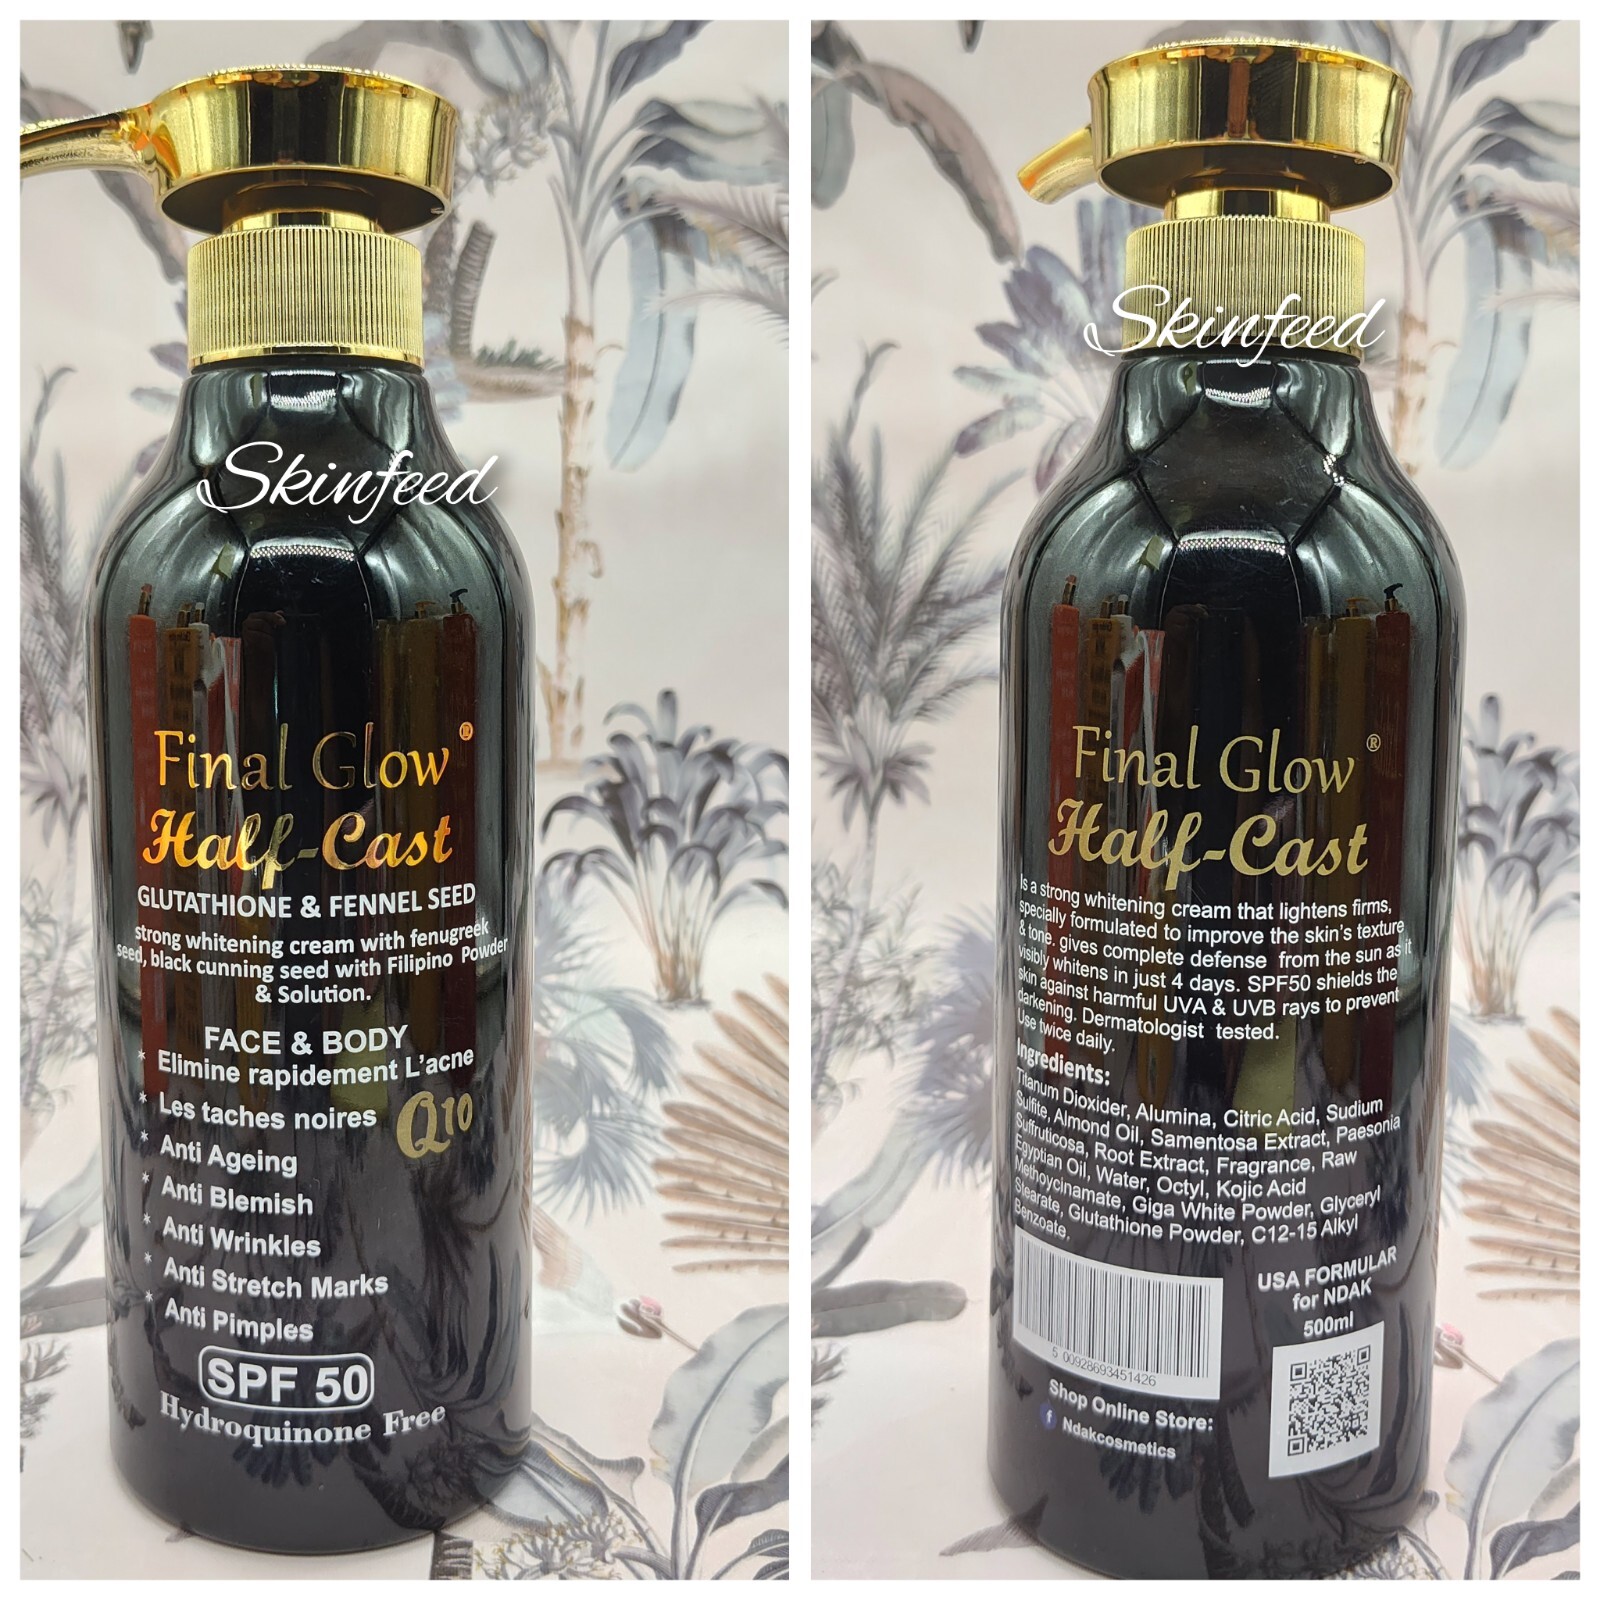 Skinfeed
Final Glow®
Half-Cast
GLUTATHIONE & FENNEL SEED
strong whitening cream with fenugreek
seed, black cunning seed with Filipino Powder
& Solution.
FACE & BODY
* Elimine rapidement L'acne
* Les taches noires
Q10
* Anti Ageing
* Anti Blemish
* Anti Wrinkles
* Anti Stretch Marks
* Anti Pimples
SPF 50
Hydroquinone Free
Skinfeed
Final Glow®
Half-Cast
Is a strong whitening cream that lightens firms,
specially formulated to improve the skin's texture
& tone. gives complete defense from the sun as it
visibly whitens in just 4 days. SPF50 shields the
skin against harmful UVA & UVB rays to prevent
darkening. Dermatologist tested.
Use twice daily.
Ingredients:
Titanum Dioxider, Alumina, Citric Acid, Sudium
Sulfite, Almond Oil, Samentosa Extract, Paesonia
Suffruticosa, Root Extract, Fragrance, Raw
Egyptian Oil, Water, Octyl, Kojic Acid
Methoycinamate, Giga White Powder, Glyceryl
Stearate, Glutathione Powder, C12-15 Alkyl
Benzoate.
USA FORMULAR
for NDAK
500ml
5 00928693451426
Shop Online Store:
f Ndakcosmetics